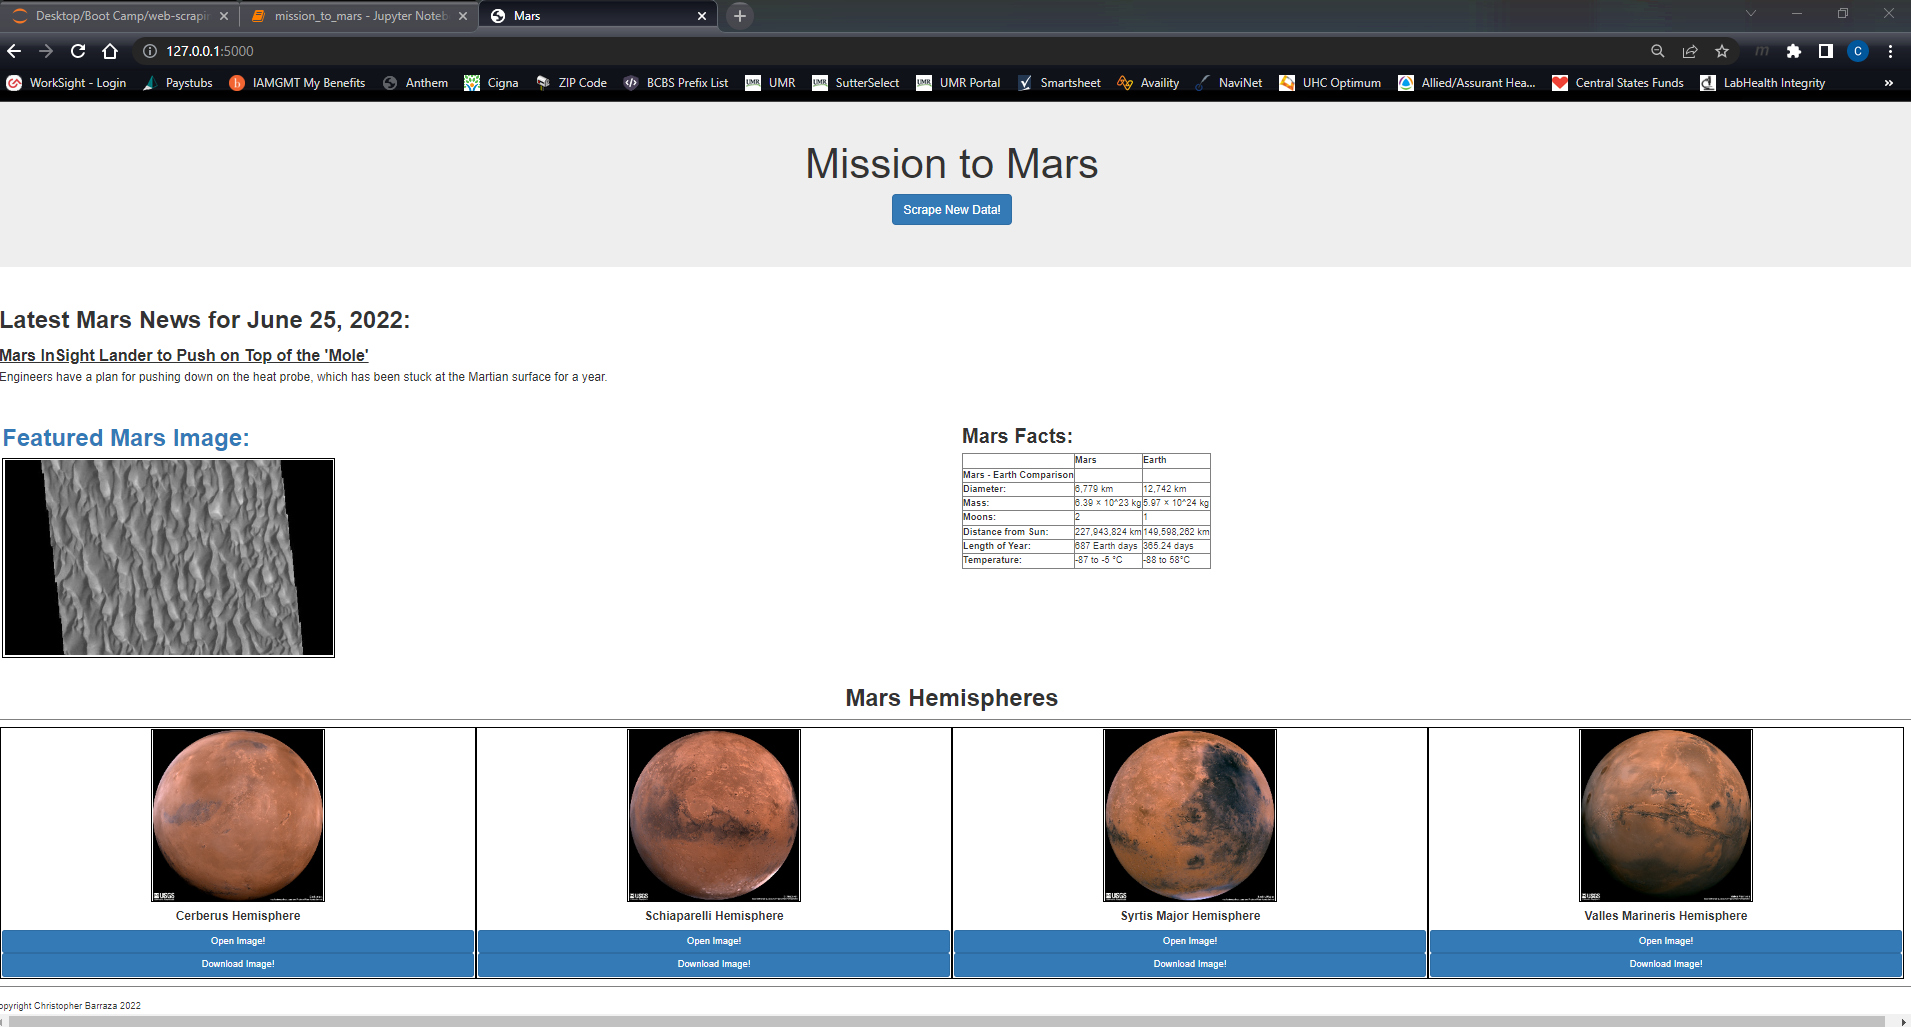 Desktop/Boot Camp/web-scrapi
mission_to_mars - Jupyter Noteb
Mars
127.0.0.1:5000
C
WorkSight - Login
Paystubs
IAMGMT My Benefits
Anthem
Cigna
ZIP Code
BCBS Prefix List
UMR UMR
SutterSelect
UMR UMR Portal
Smartsheet
Availity
NaviNet
UHC Optimum
Allied/Assurant Hea...
Central States Funds
LabHealth Integrity
»
Mission to Mars
Scrape New Data!
Latest Mars News for June 25, 2022:
Mars InSight Lander to Push on Top of the 'Mole'
Engineers have a plan for pushing down on the heat probe, which has been stuck at the Martian surface for a year.
Featured Mars Image:
Mars Facts:
Mars Earth
Mars - Earth Comparison
Diameter: 6,779 km 12,742 km
Mass: 6.39 × 10^23 kg 5.97 × 10^24 kg
Moons: 2 1
Distance from Sun: 227,943,824 km 149,598,262 km
Length of Year: 687 Earth days 365.24 days
Temperature: -87 to -5 °C -88 to 58°C
Mars Hemispheres
USGS
Cerberus Hemisphere
Open Image!
Download Image!
USGS
Schiaparelli Hemisphere
Open Image!
Download Image!
USGS
Syrtis Major Hemisphere
Open Image!
Download Image!
USGS
Valles Marineris Hemisphere
Open Image!
Download Image!
opyright Christopher Barraza 2022